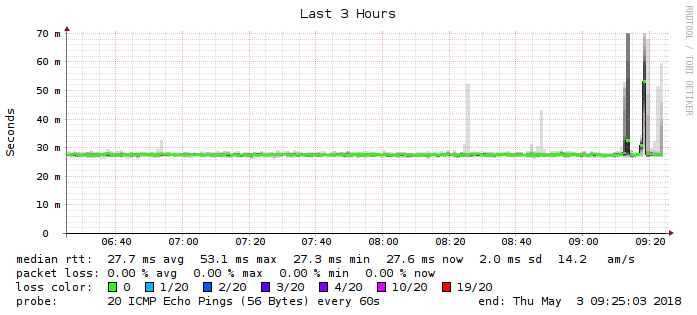 Last 3 Hours
RRDTOOL / TOBI OETIKER
Seconds
70 m
60 m
50 m
40 m
30 m
20 m
10 m
0
06:40 07:00 07:20 07:40 08:00 08:20 08:40 09:00 09:20
median rtt: 27.7 ms avg 53.1 ms max 27.3 ms min 27.6 ms now 2.0 ms sd 14.2 am/s
packet loss: 0.00 % avg 0.00 % max 0.00 % min 0.00 % now
loss color: 0 1/20 2/20 3/20 4/20 10/20 19/20
probe: 20 ICMP Echo Pings (56 Bytes) every 60s end: Thu May 3 09:25:03 2018